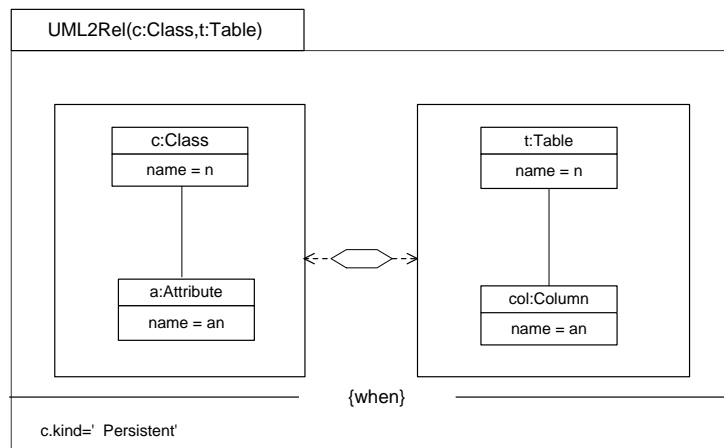 UML2Rel(c:Class,t:Table)
c:Class
name = n
a:Attribute
name = an
t:Table
name = n
col:Column
name = an
{when}
c.kind=' Persistent'